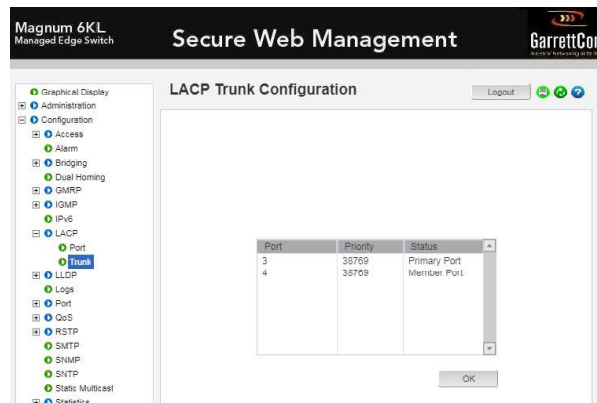 Magnum 6KL
Managed Edge Switch
Secure Web Management
GarrettCor
LACP Trunk Configuration
Logout
Graphical Display
Administration
Configuration
Access
Alarm
Bridging
Dual Homing
GMRP
IGMP
IPv6
LACP
Port
Trunk
LLDP
Logs
Port
QoS
RSTP
SMTP
SNMP
SNTP
Static Multicast
Statistics
Port Priority Status
3 38769 Primary Port
4 38769 Member Port
OK